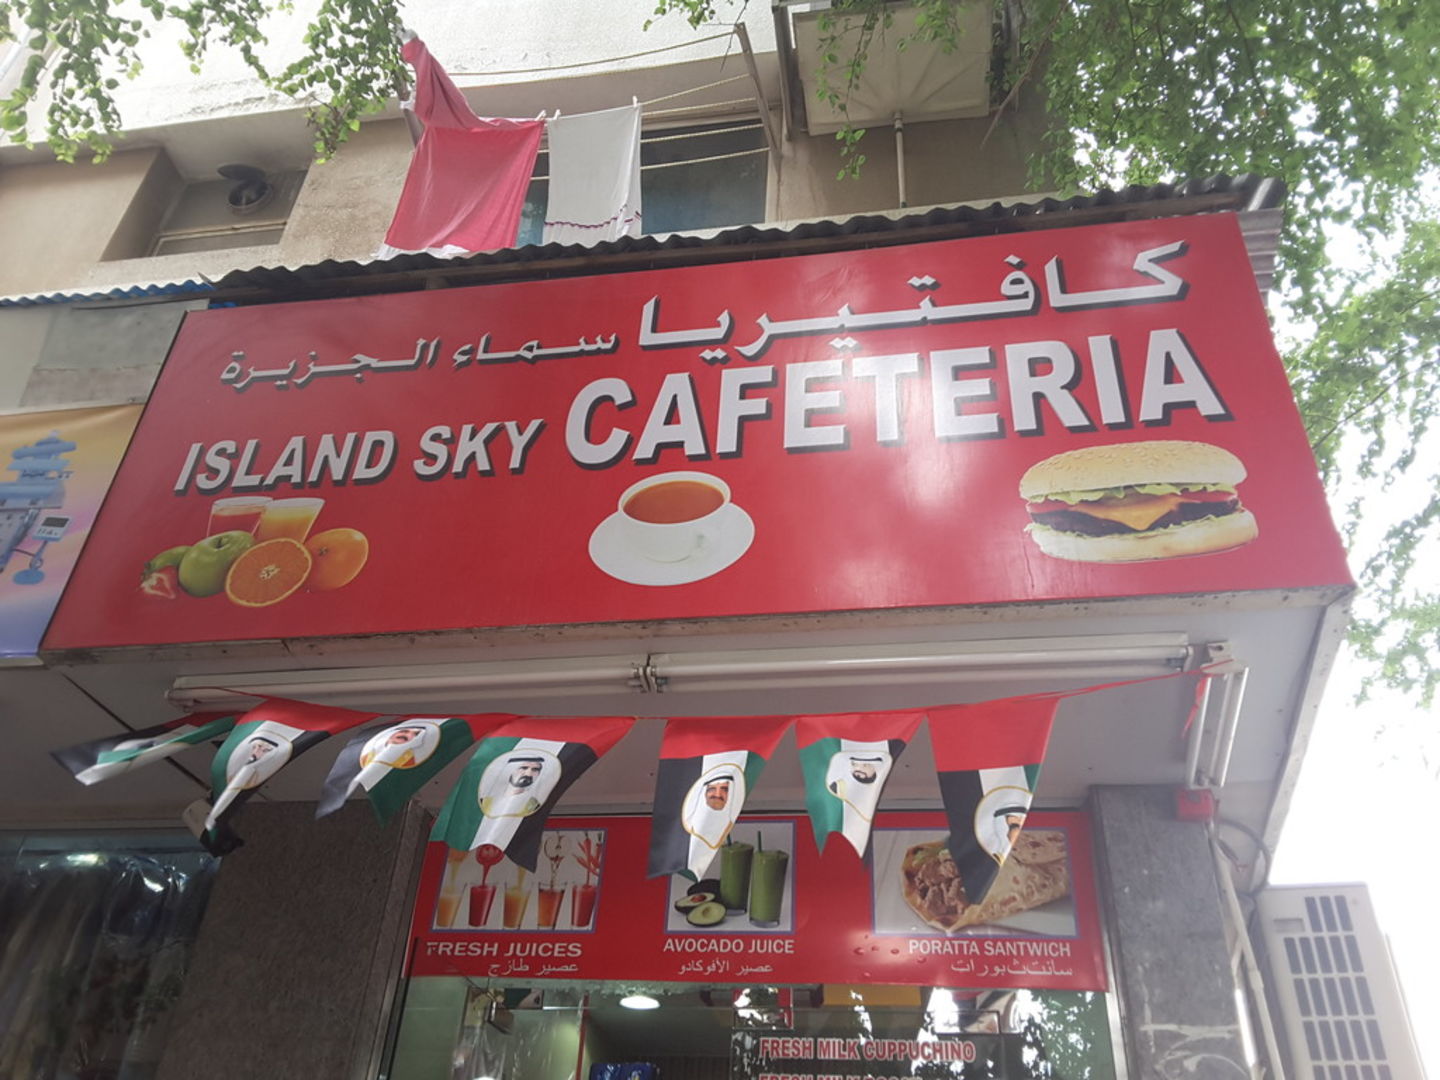 كافتيريا سماء الجزيرة
ISLAND SKY CAFETERIA
FRESH JUICES
عصير طازج
AVOCADO JUICE
عصير الأفوكادو
PORATTA SANTWICH
سانتث بورات
FRESH MILK CUPPUCHINO